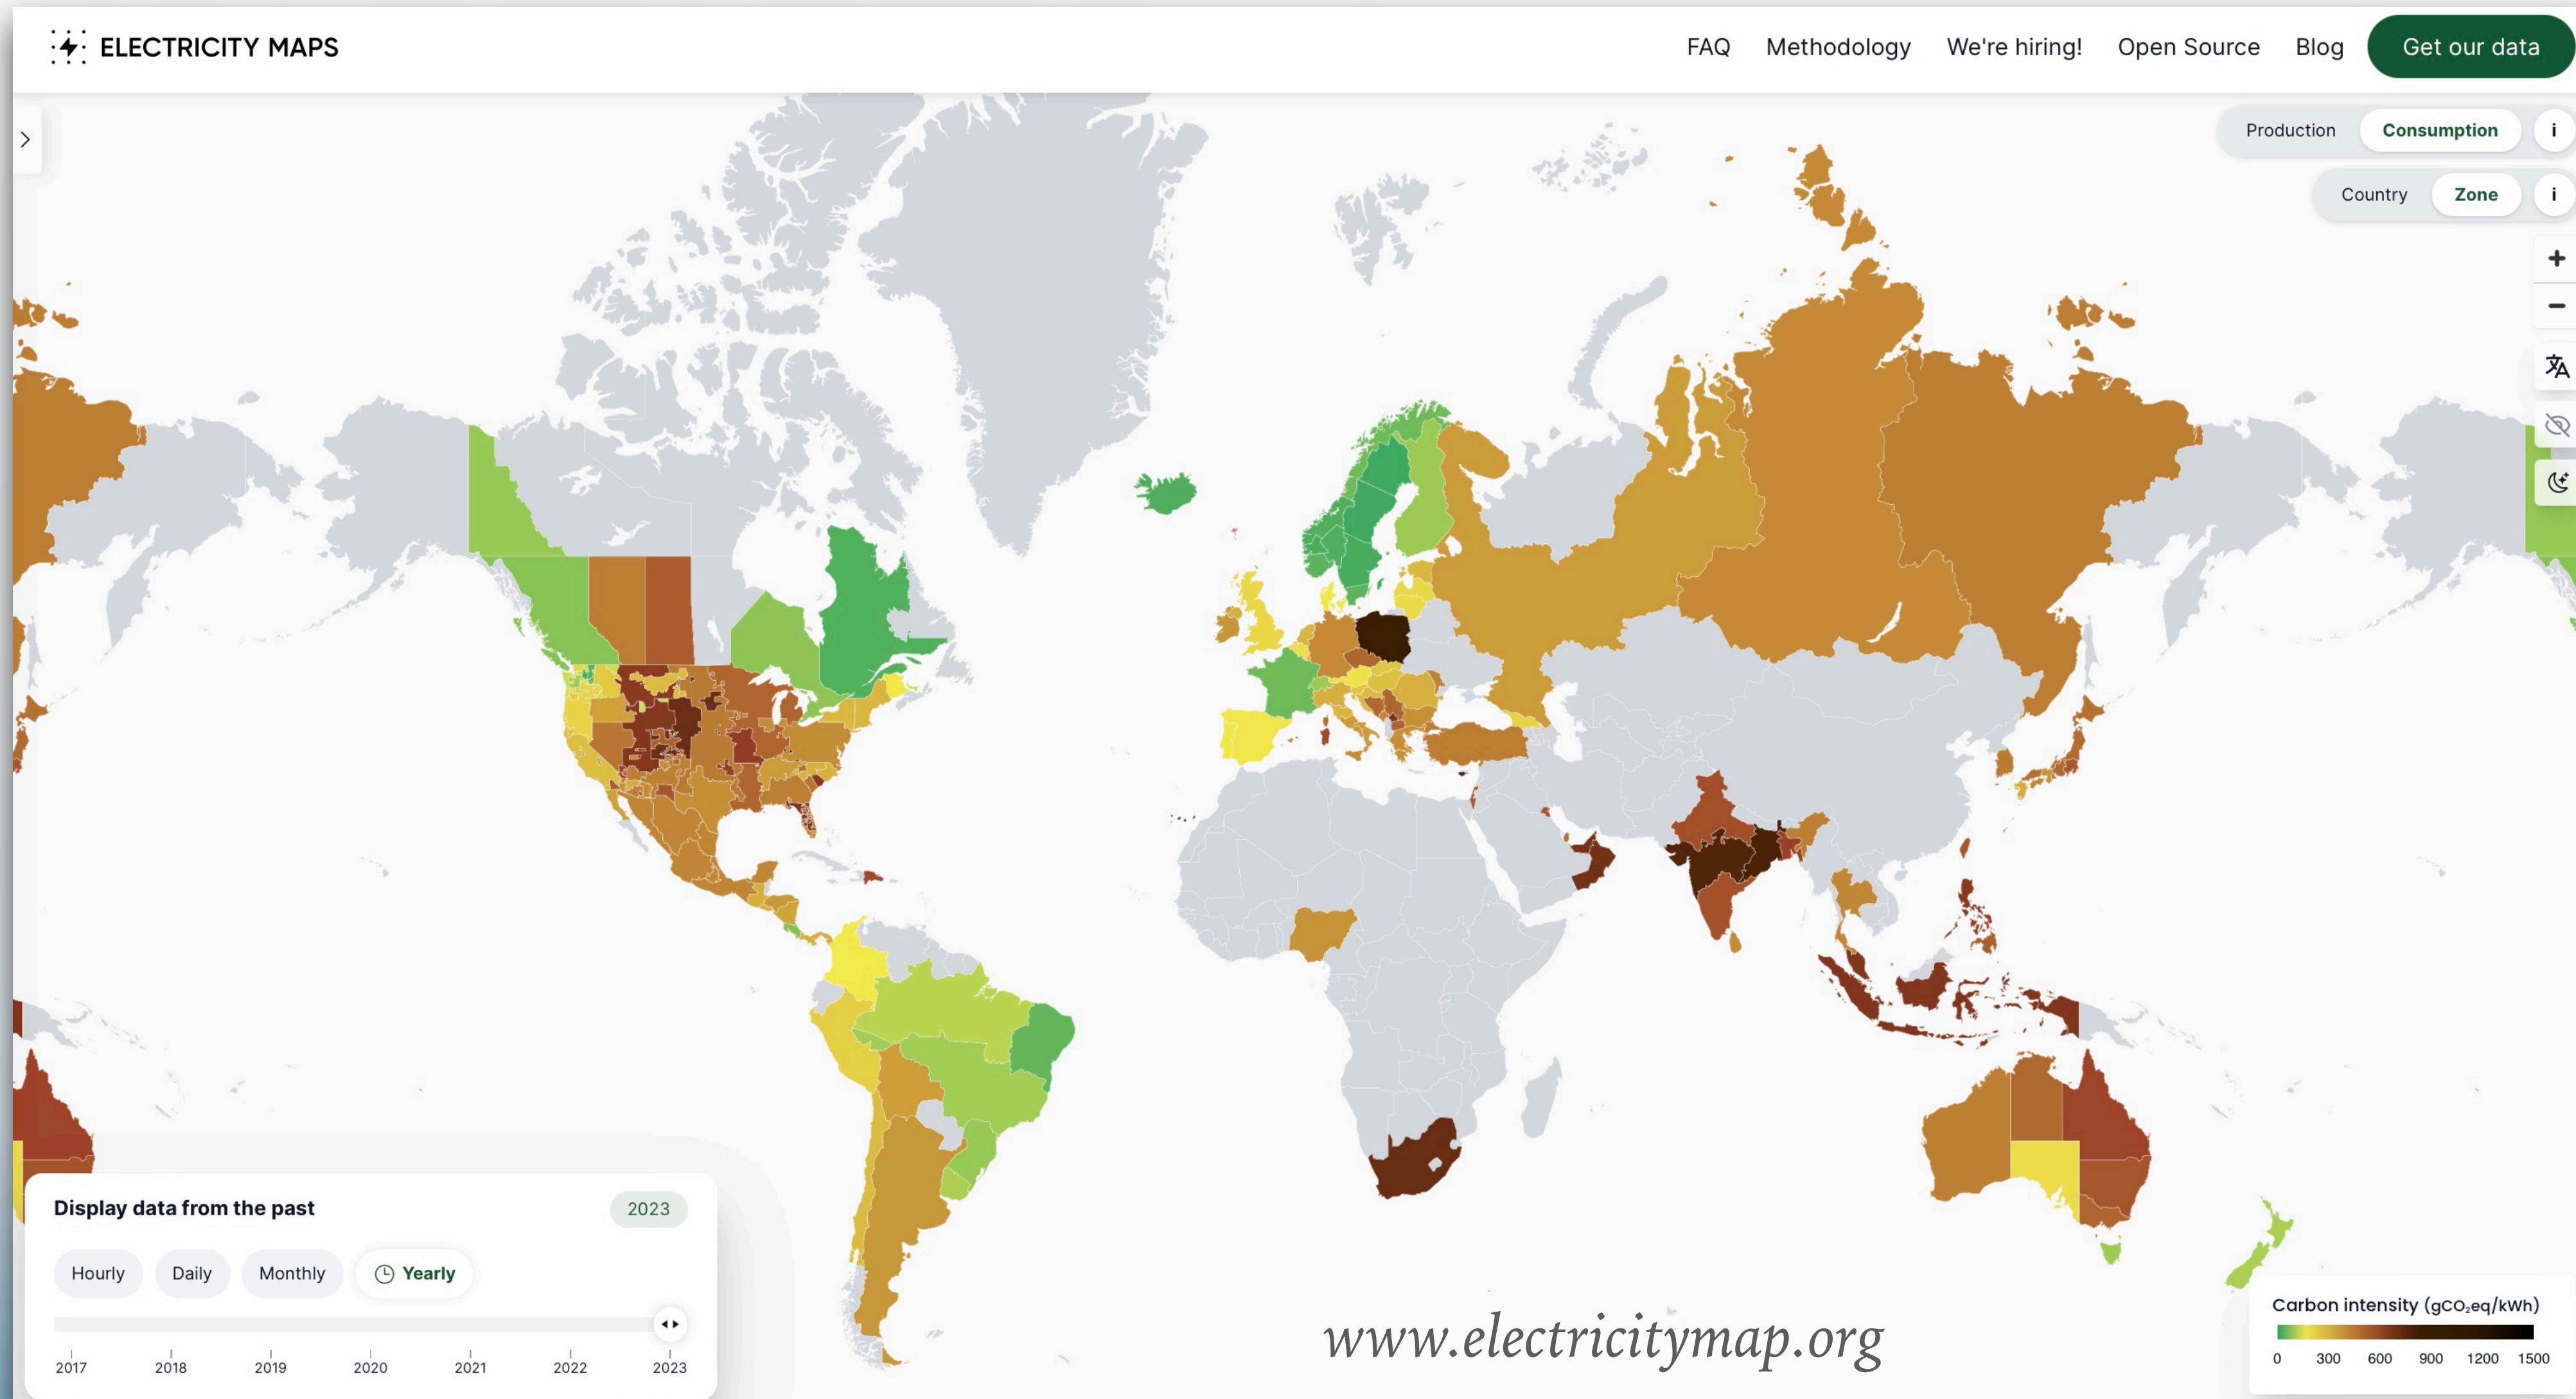 ELECTRICITY MAPS
FAQ Methodology We're hiring! Open Source Blog Get our data
Production Consumption i
Country Zone i
Display data from the past 2023
Hourly Daily Monthly Yearly
2017 2018 2019 2020 2021 2022 2023
www.electricitymap.org
Carbon intensity (gCO₂eq/kWh)
0 300 600 900 1200 1500